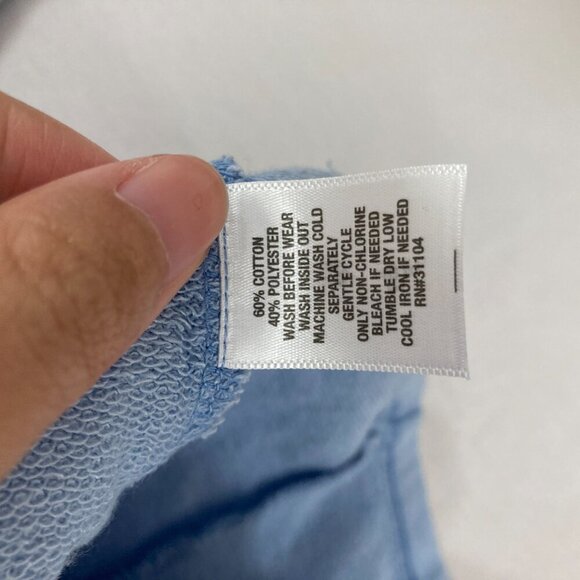 60% COTTON
40% POLYESTER
WASH BEFORE WEAR
WASH INSIDE OUT
MACHINE WASH COLD
SEPARATELY
GENTLE CYCLE
ONLY NON-CHLORINE
BLEACH IF NEEDED
TUMBLE DRY LOW
COOL IRON IF NEEDED
RN#31104